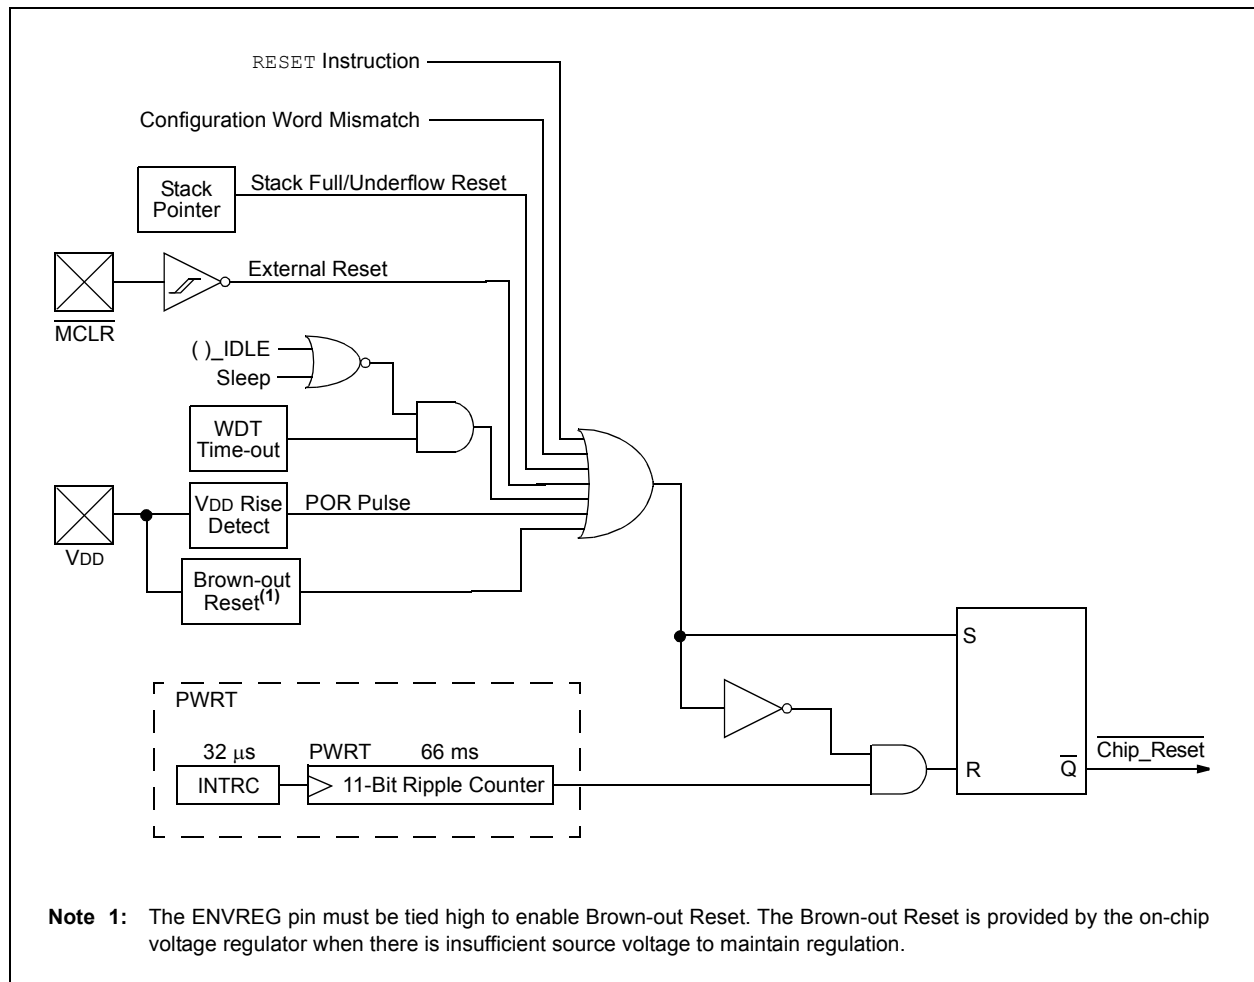 RESET Instruction
Configuration Word Mismatch
Stack
Pointer
Stack Full/Underflow Reset
External Reset
MCLR
( )_IDLE
Sleep
WDT
Time-out
VDD Rise
Detect
POR Pulse
VDD
Brown-out
Reset(1)
S
PWRT
32 μs
PWRT
66 ms
INTRC
11-Bit Ripple Counter
R
Q
Chip_Reset
Note 1: The ENVREG pin must be tied high to enable Brown-out Reset. The Brown-out Reset is provided by the on-chip
voltage regulator when there is insufficient source voltage to maintain regulation.